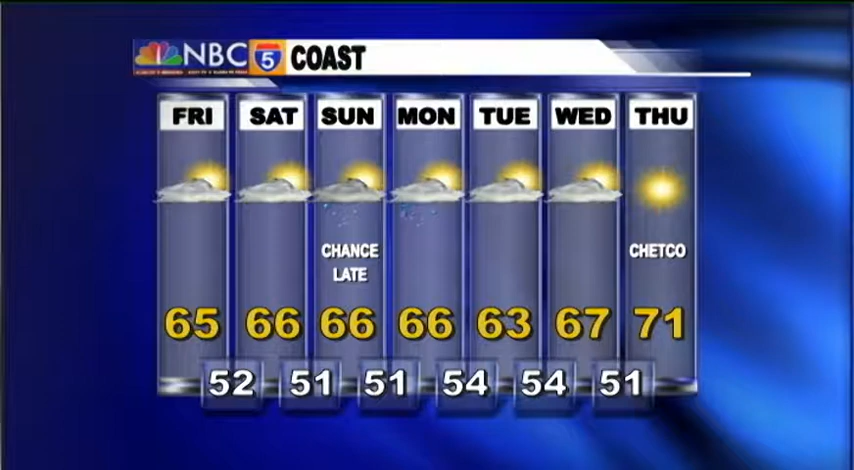 NBC 5 COAST
FRI SAT SUN MON TUE WED THU
CHANCE
LATE
CHETCO
65 66 66 66 63 67 71
52 51 51 54 54 51